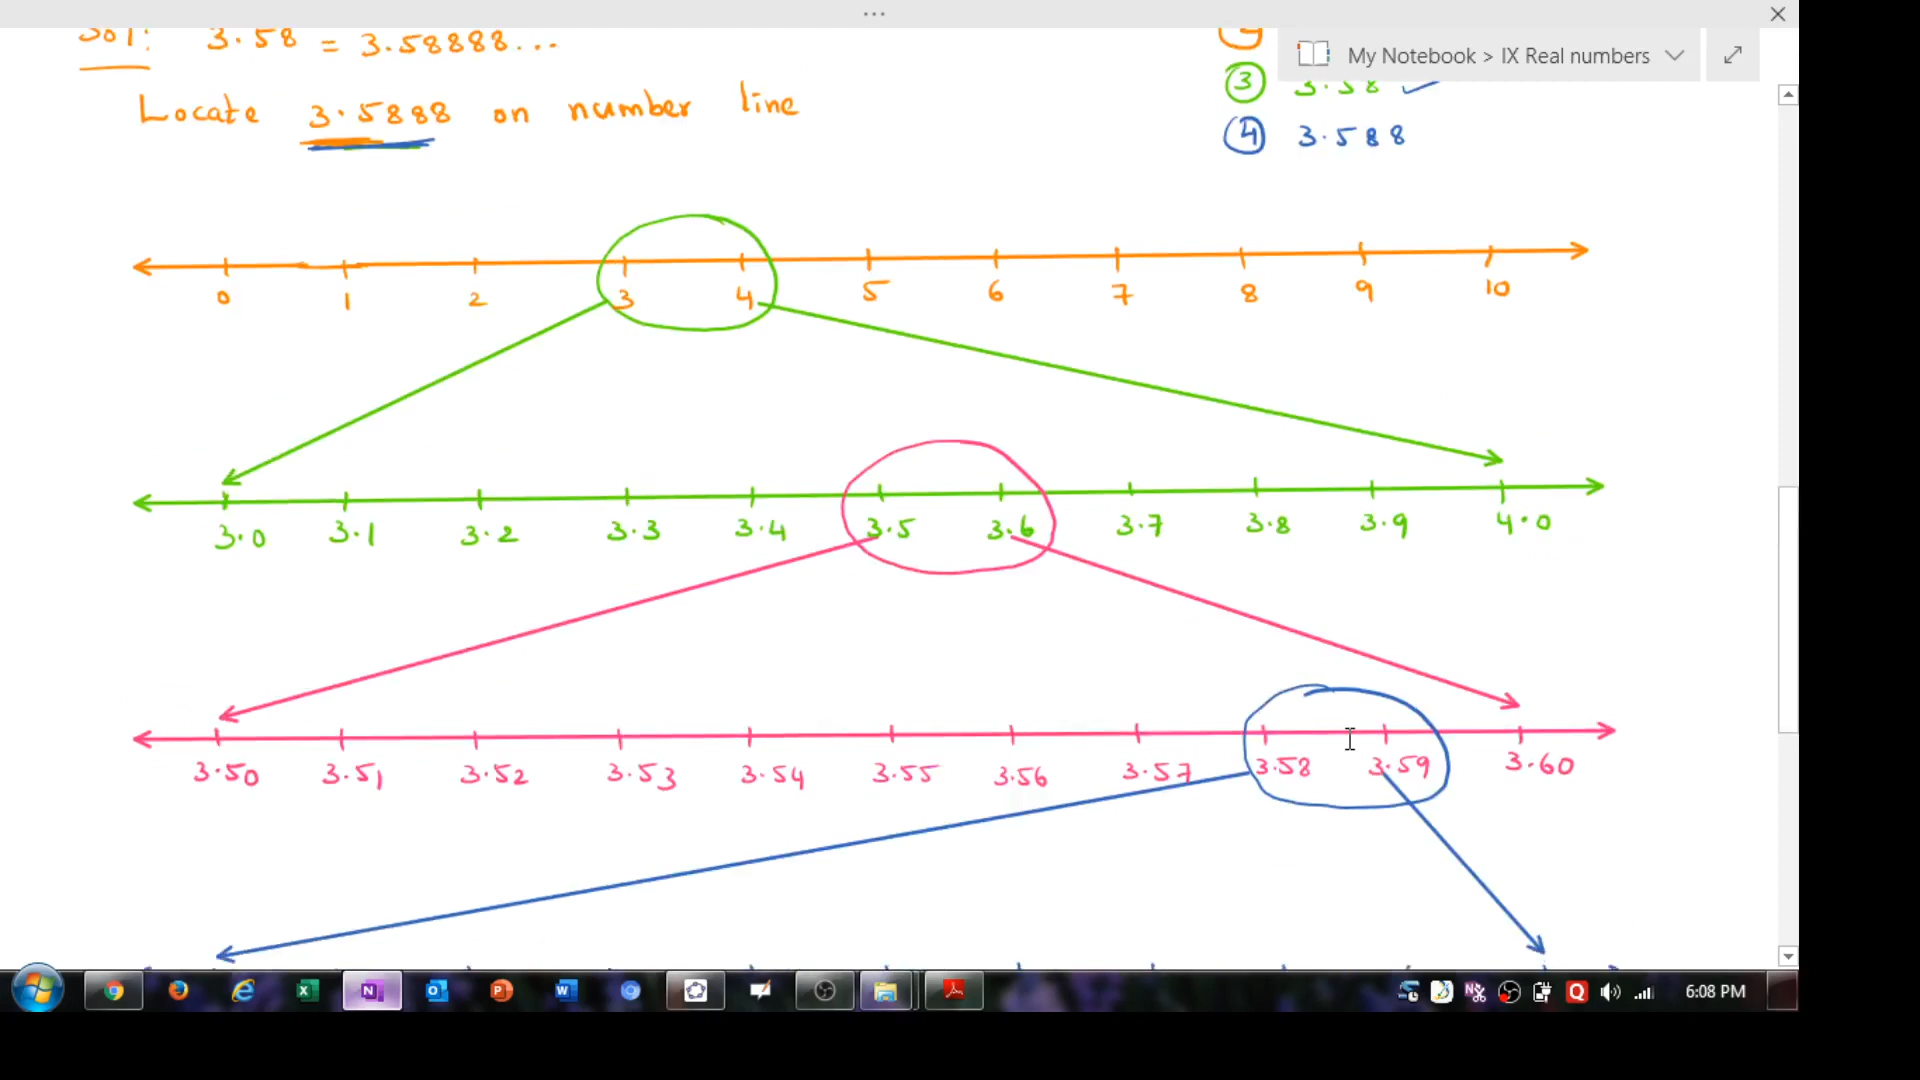 Sol: 3.58 = 3.58888...
Locate 3.5888 on number line
My Notebook > IX Real numbers
③ 3.58
④ 3.588
0 1 2 3 4 5 6 7 8 9 10
3.0 3.1 3.2 3.3 3.4 3.5 3.6 3.7 3.8 3.9 4.0
3.50 3.51 3.52 3.53 3.54 3.55 3.56 3.57 3.58 3.59 3.60
6:08 PM